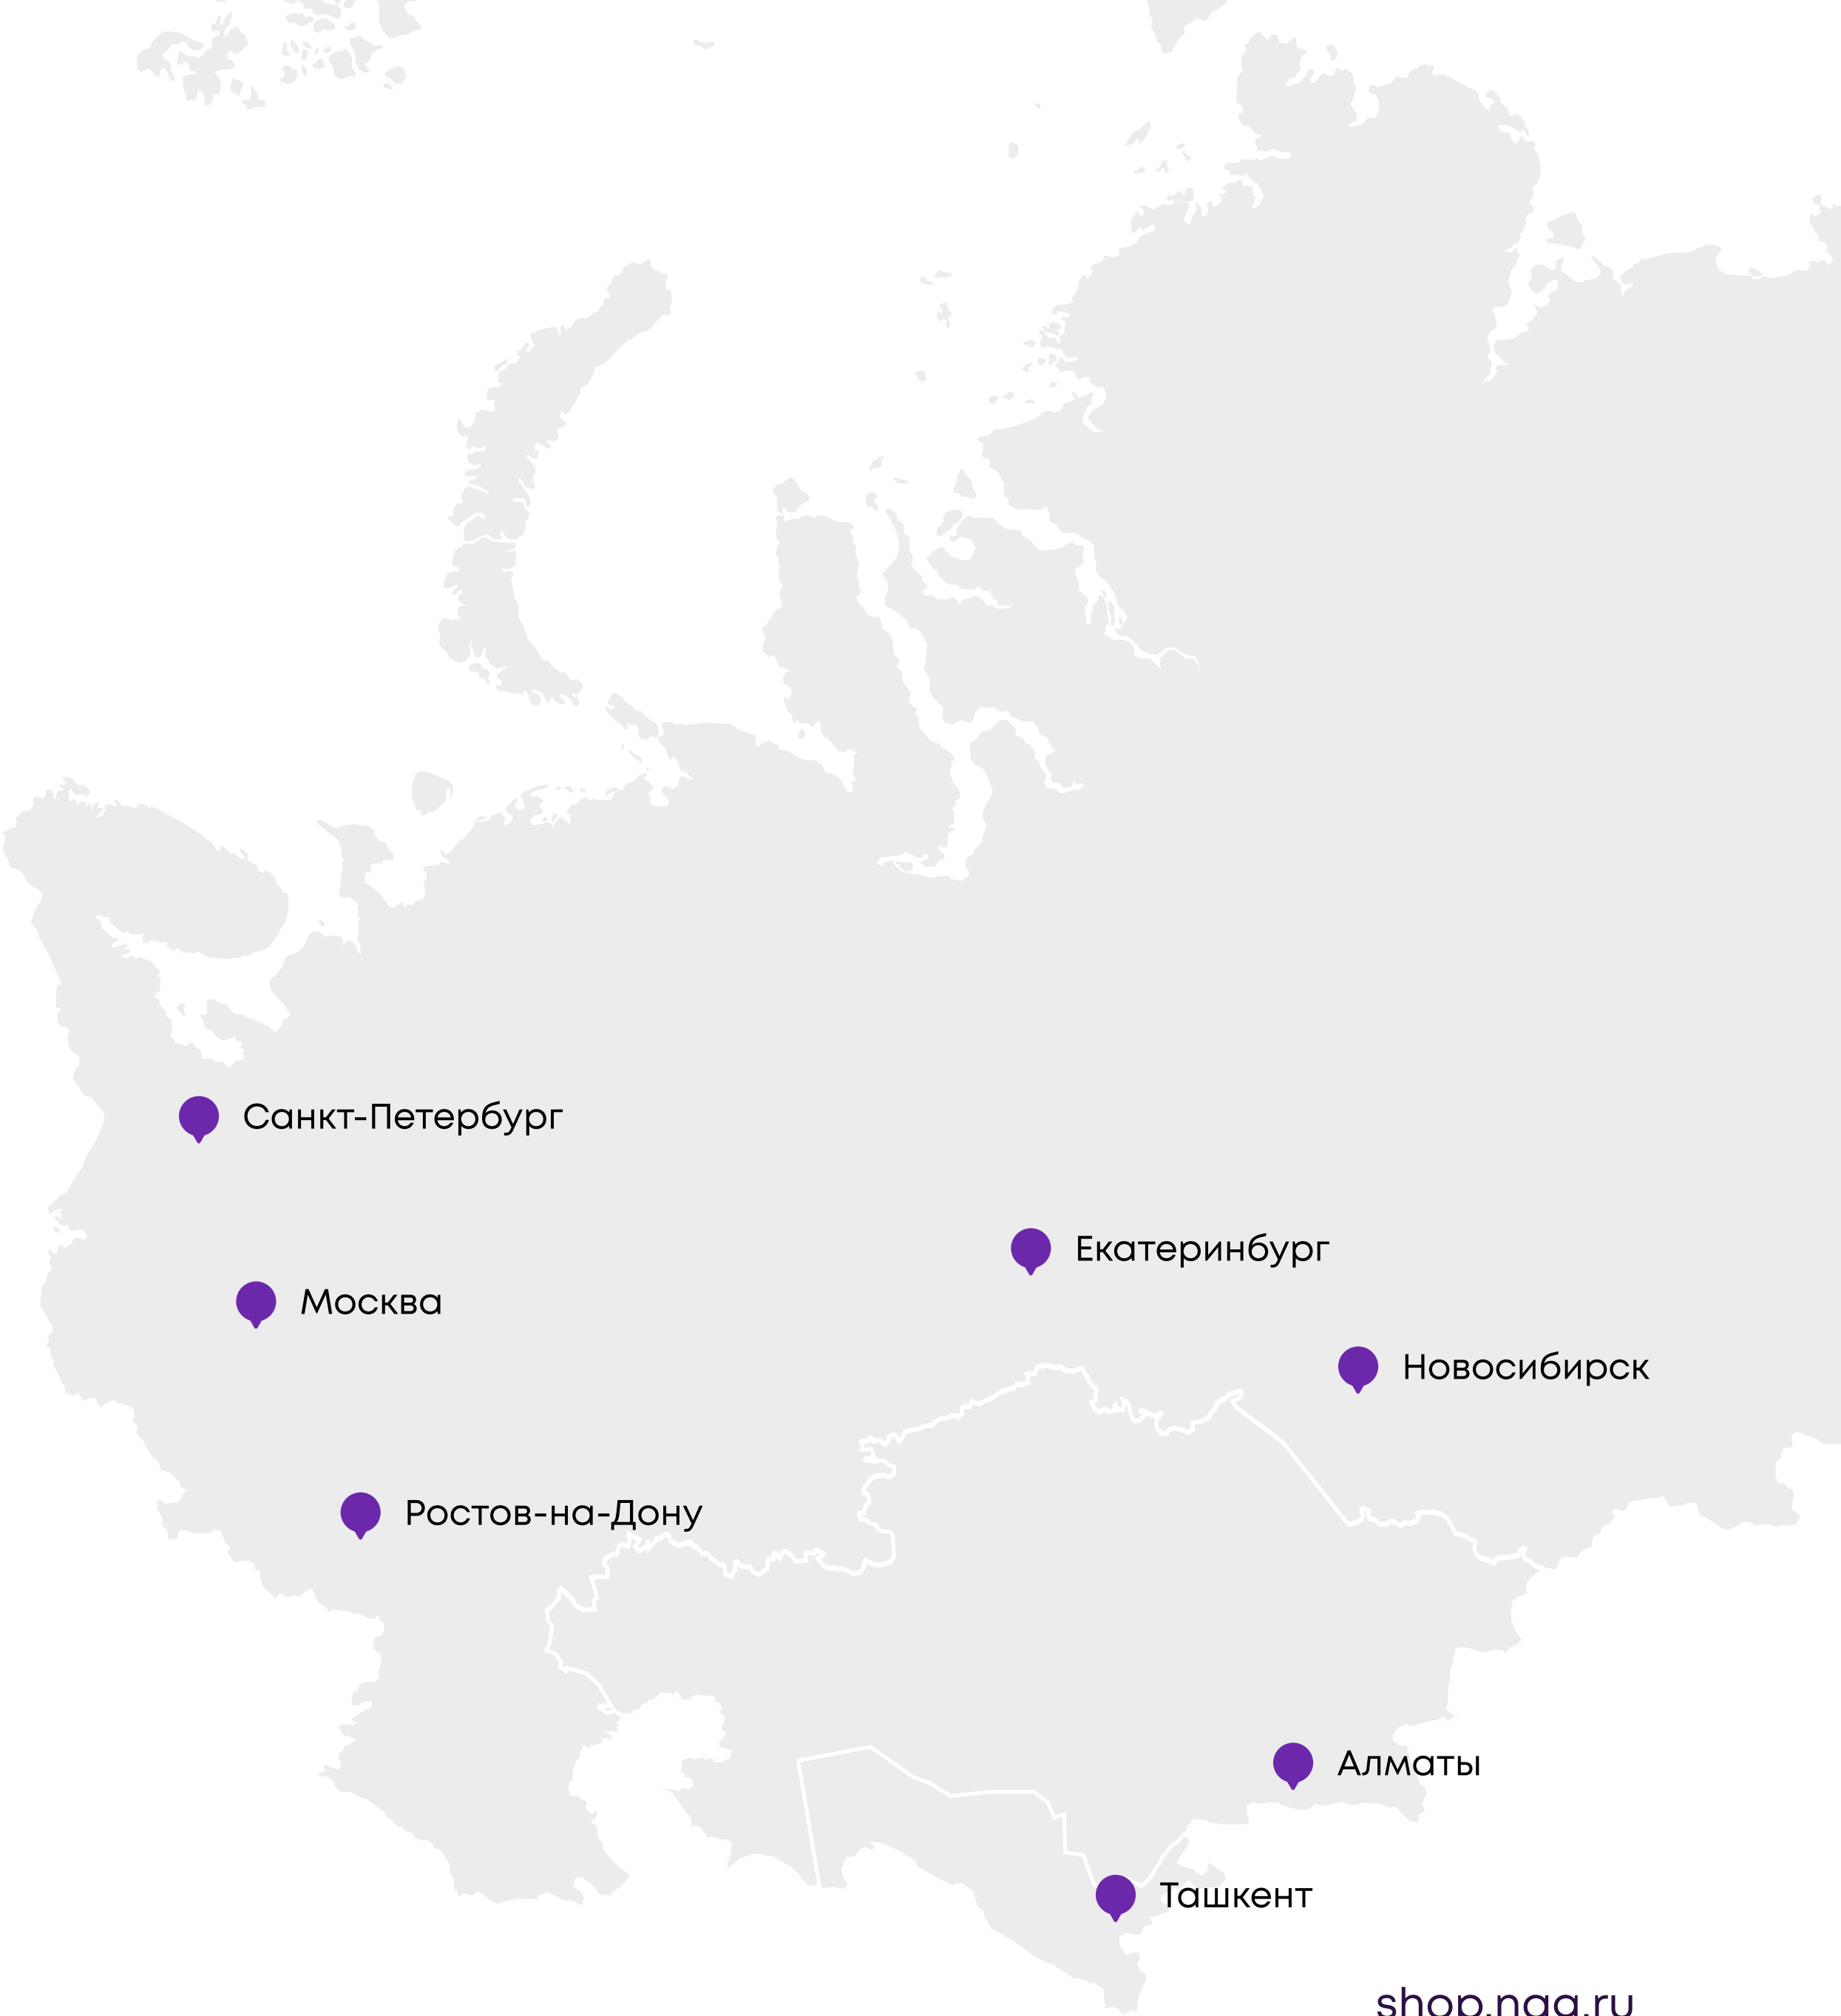 Санкт-Петербург
Екатеринбург
Москва
Новосибирск
Ростов-на-Дону
Алматы
Ташкент
shop.nag.ru